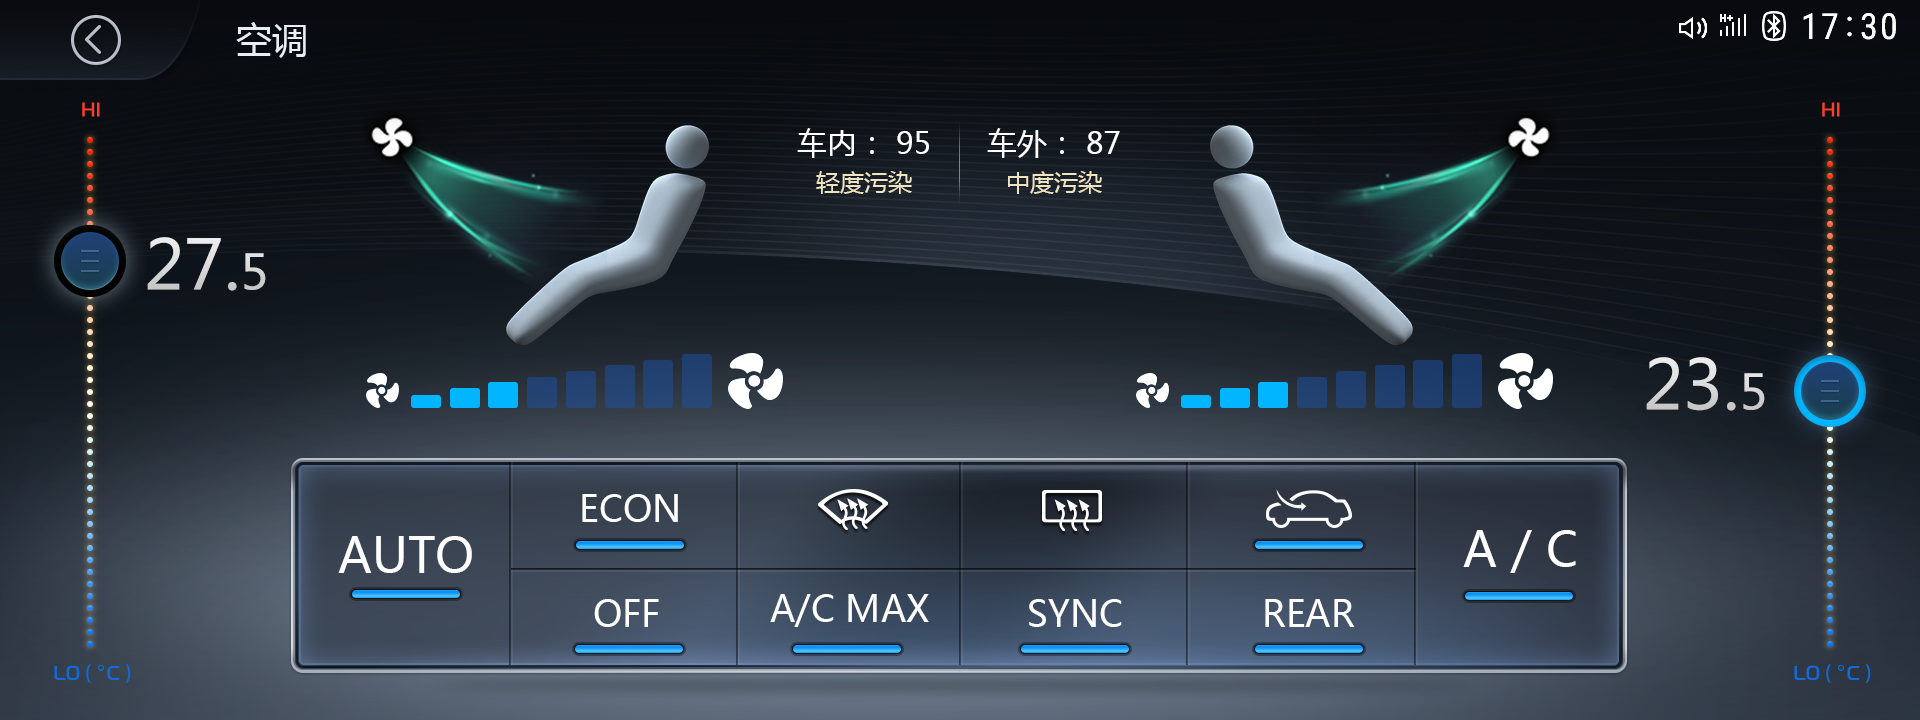 空调
H+
17:30
HI
HI
车内： 95
车外： 87
轻度污染
中度污染
27.5
23.5
AUTO
ECON
A / C
OFF
A/C MAX
SYNC
REAR
LO (°C)
LO (°C)